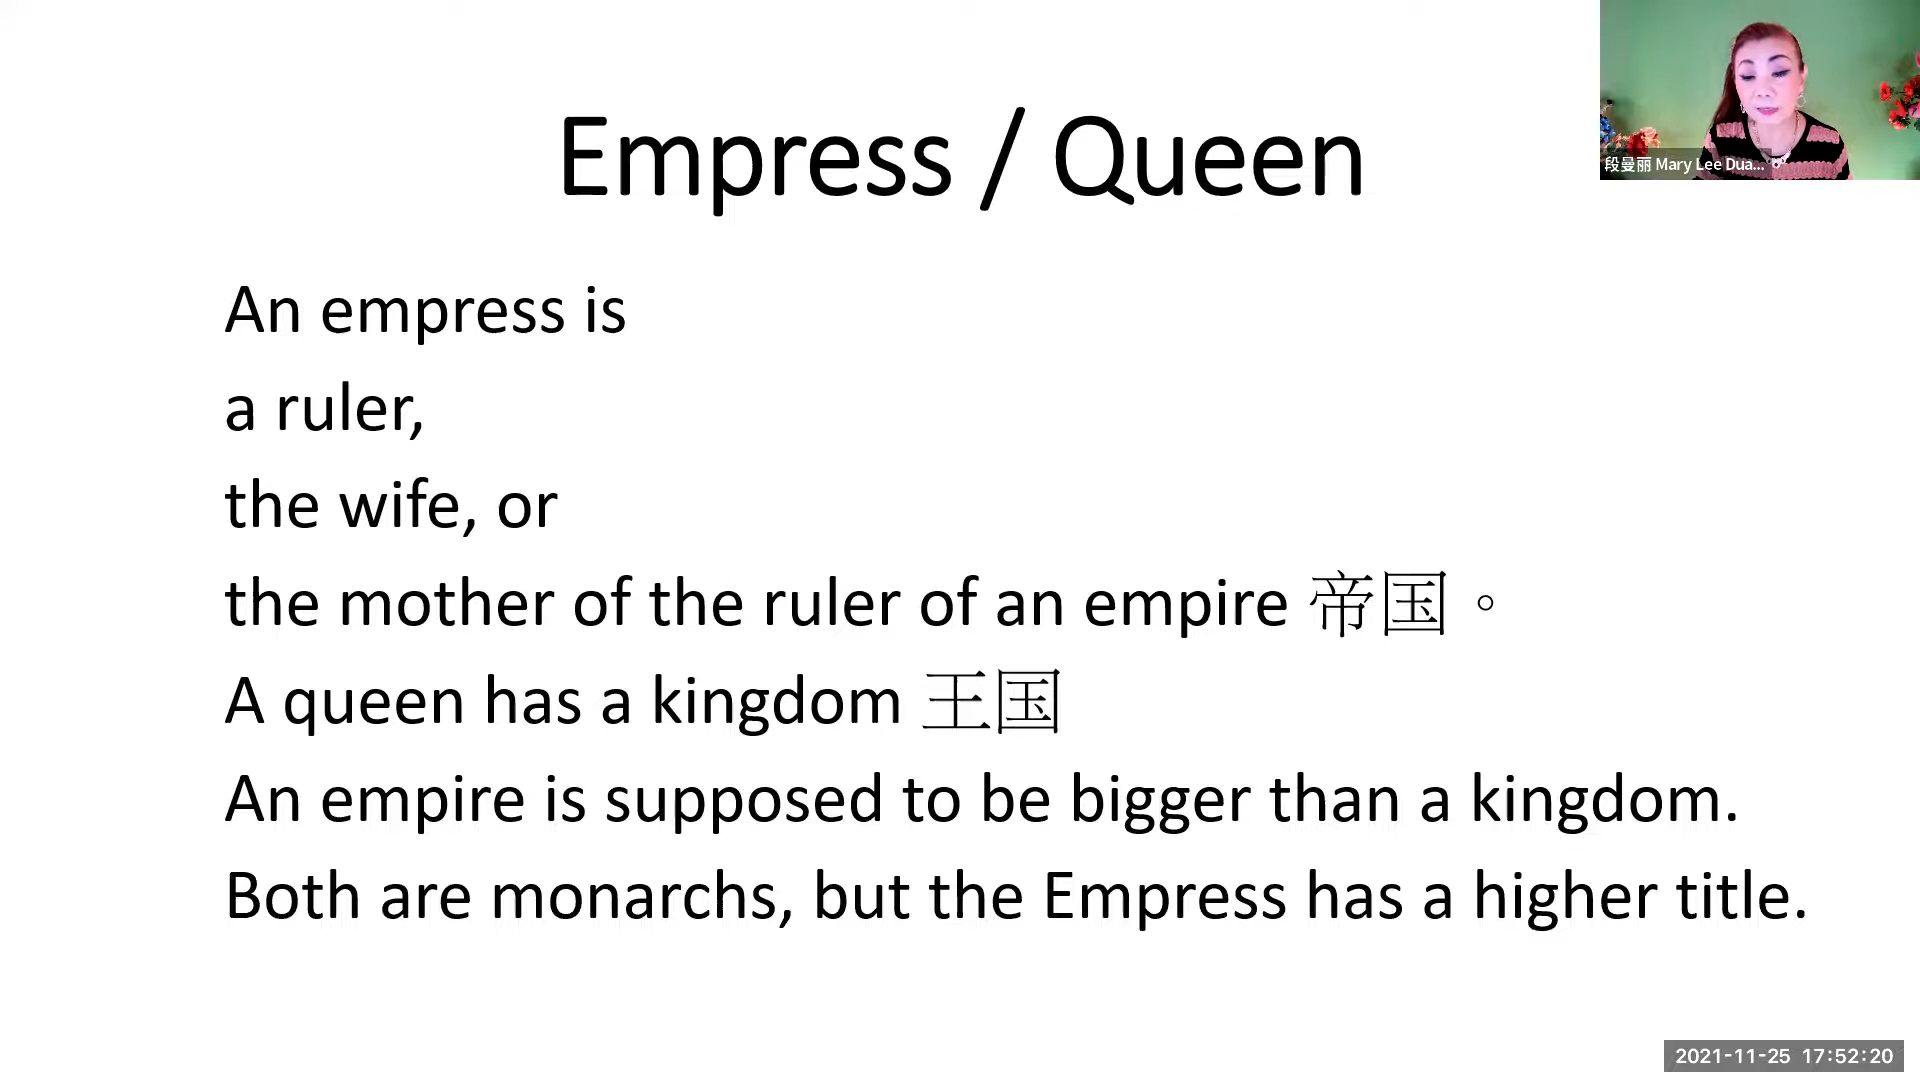 Empress / Queen
段曼丽 Mary Lee Dua...
An empress is
a ruler,
the wife, or
the mother of the ruler of an empire 帝国。
A queen has a kingdom 王国
An empire is supposed to be bigger than a kingdom.
Both are monarchs, but the Empress has a higher title.
2021-11-25 17:52:20